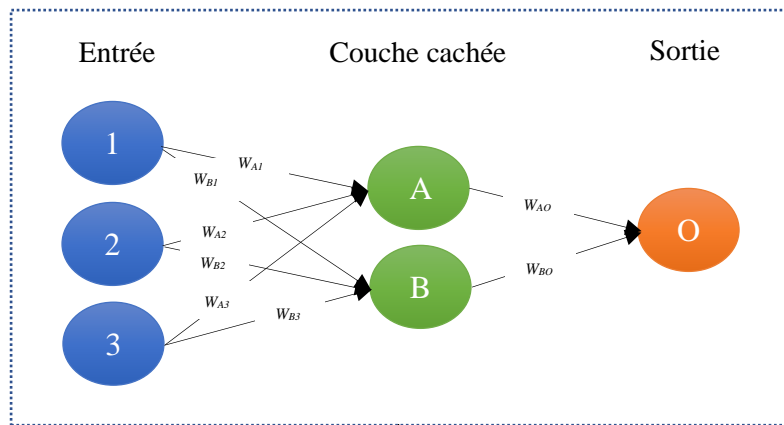 Entrée Couche cachée Sortie
1
W_A1
W_B1
A
W_AO
W_A2
2
W_B2
O
W_BO
B
W_A3
W_B3
3